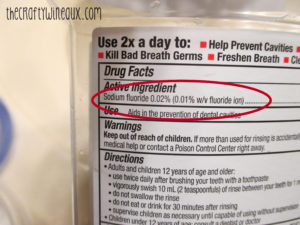 thecraftywineaux.com
Use 2x a day to: ■ Help Prevent Cavities
■ Kill Bad Breath Germs ■ Freshen Breath ■ Cle
Drug Facts
Active Ingredient
Sodium fluoride 0.02% (0.01% w/v fluoride ion)
Use Aids in the prevention of dental cavities
Warnings
Keep out of reach of children. If more than used for rinsing is accidental
medical help or contact a Poison Control Center right away.
Directions
• Adults and children 12 years of age and older:
• use twice daily after brushing your teeth with a toothpaste
• vigorously swish 10 mL (2 teaspoonfuls) of rinse between your teeth for 1
• do not swallow the rinse
• do not eat or drink for 30 minutes after rinsing
• supervise children as necessary until capable of using without supervision
• Children under 12 years of age: consult a dentist or doctor